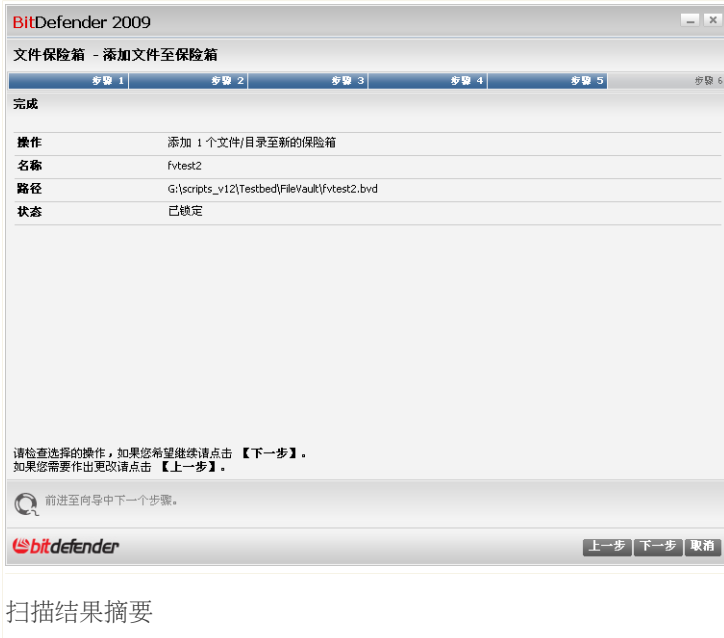 BitDefender 2009
文件保险箱 - 添加文件至保险箱
步骤 1 步骤 2 步骤 3 步骤 4 步骤 5 步骤 6
完成
操作 添加 1 个文件/目录至新的保险箱
名称 fvtest2
路径 G:\scripts_v12\Testbed\FileVault\fvtest2.bvd
状态 已锁定
请检查选择的操作，如果您希望继续请点击 【下一步】。
如果您需要作出更改请点击 【上一步】。
前进至向导中下一个步骤。
bitdefender 上一步 下一步 取消
扫描结果摘要